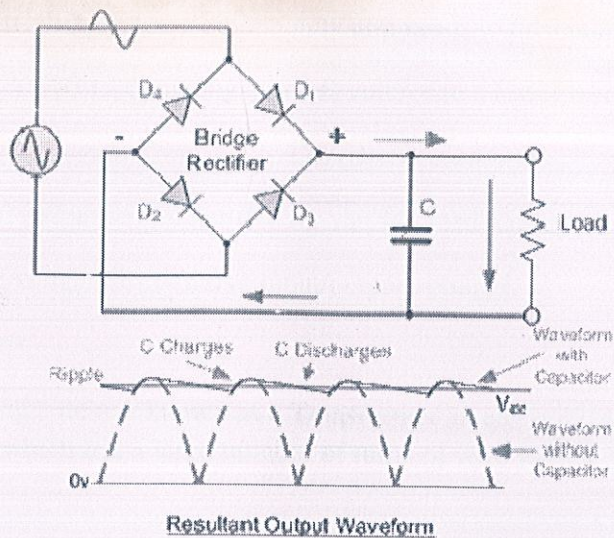 D4 D1
- Bridge +
Rectifier
D2 D3
C
Load
C Charges
C Discharges
Waveform
with
Capacitor
Ripple
Waveform
without
Capacitor
0v
Resultant Output Waveform